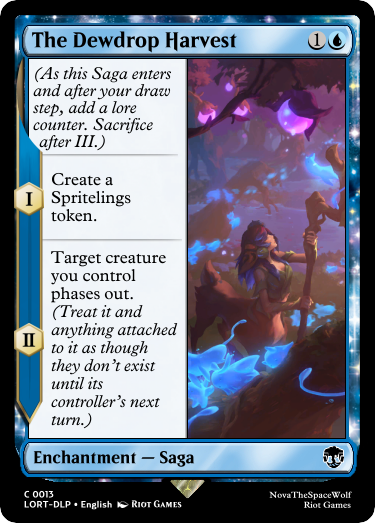 The Dewdrop Harvest
1
(As this Saga enters
and after your draw
step, add a lore
counter. Sacrifice
after III.)
I
Create a
Spritelings
token.
II
Target creature
you control
phases out.
(Treat it and
anything attached
to it as though
they don't exist
until its
controller's next
turn.)
Enchantment — Saga
C 0013
LORT-DLP • English RIOT GAMES
NovaTheSpaceWolf
Riot Games